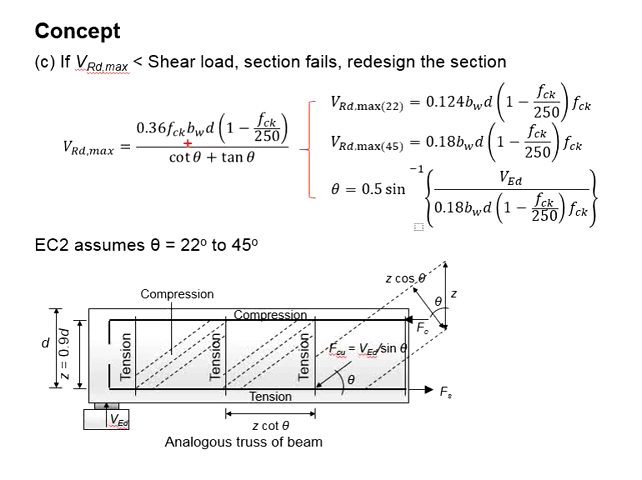 Concept
(c) If V_Rd,max < Shear load, section fails, redesign the section
V_Rd,max = 0.36f_ck b_w d (1 − f_ck/250) / (cot θ + tan θ)
V_Rd,max(22) = 0.124b_w d (1 − f_ck/250) f_ck
V_Rd.max(45) = 0.18b_w d (1 − f_ck/250) f_ck
θ = 0.5 sin⁻¹ {V_Ed / (0.18b_w d (1 − f_ck/250) f_ck)}
EC2 assumes θ = 22º to 45º
z cos θ
Compression
θ
z
Compression
F_c
d
z = 0.9d
Tension
Tension
Tension
F_cu = V_Ed/sin θ
θ
Tension
F_s
V_Ed
z cot θ
Analogous truss of beam